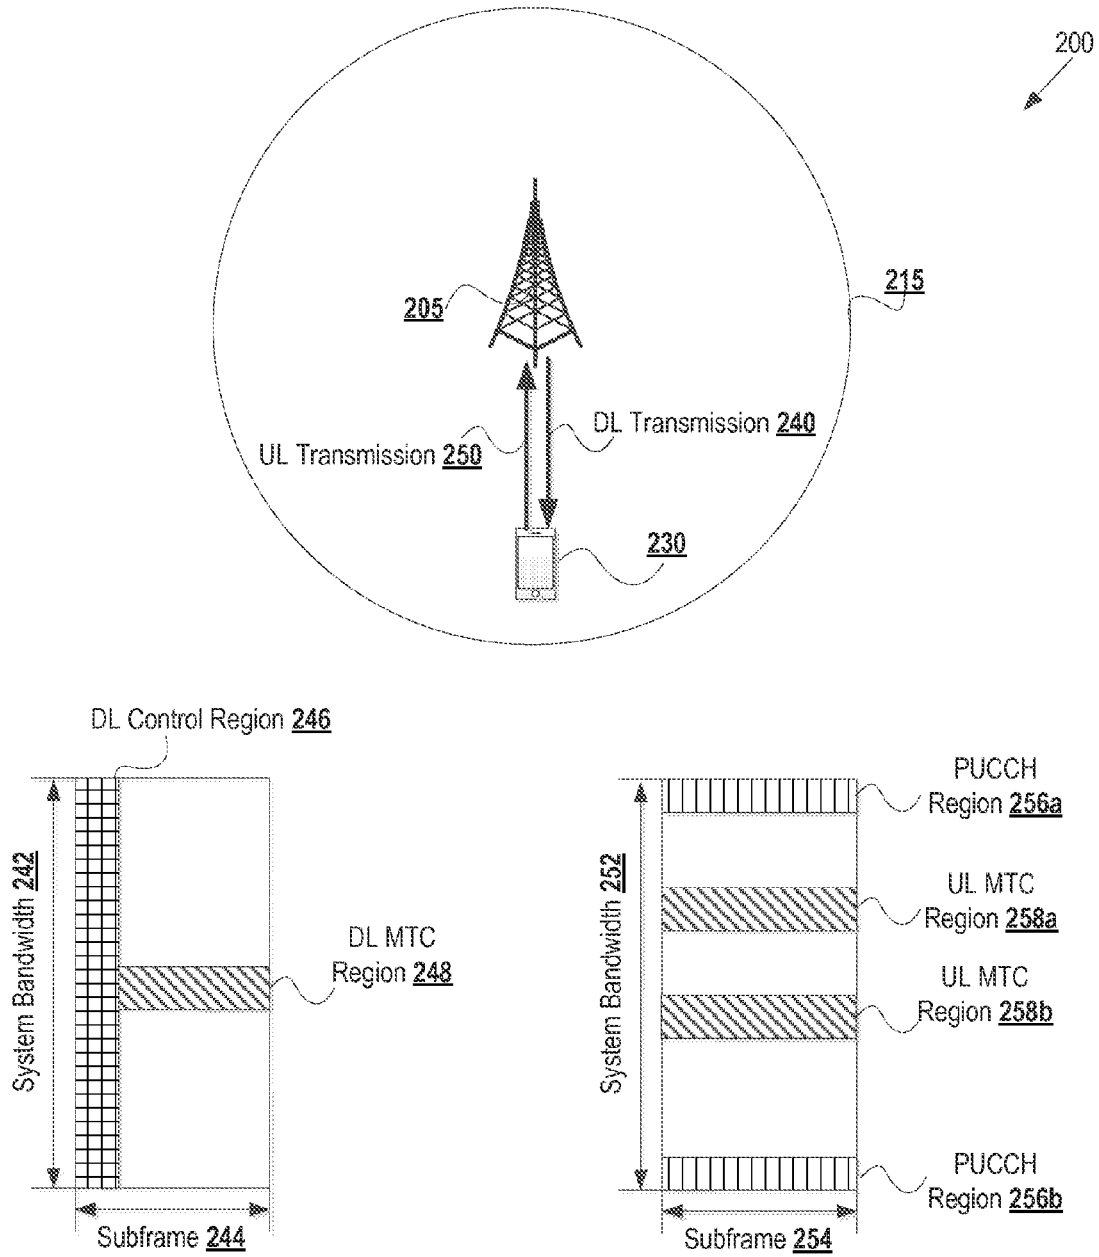 200
205
215
DL Transmission 240
UL Transmission 250
230
DL Control Region 246
System Bandwidth 242
DL MTC
Region 248
Subframe 244
System Bandwidth 252
PUCCH
Region 256a
UL MTC
Region 258a
UL MTC
Region 258b
PUCCH
Region 256b
Subframe 254